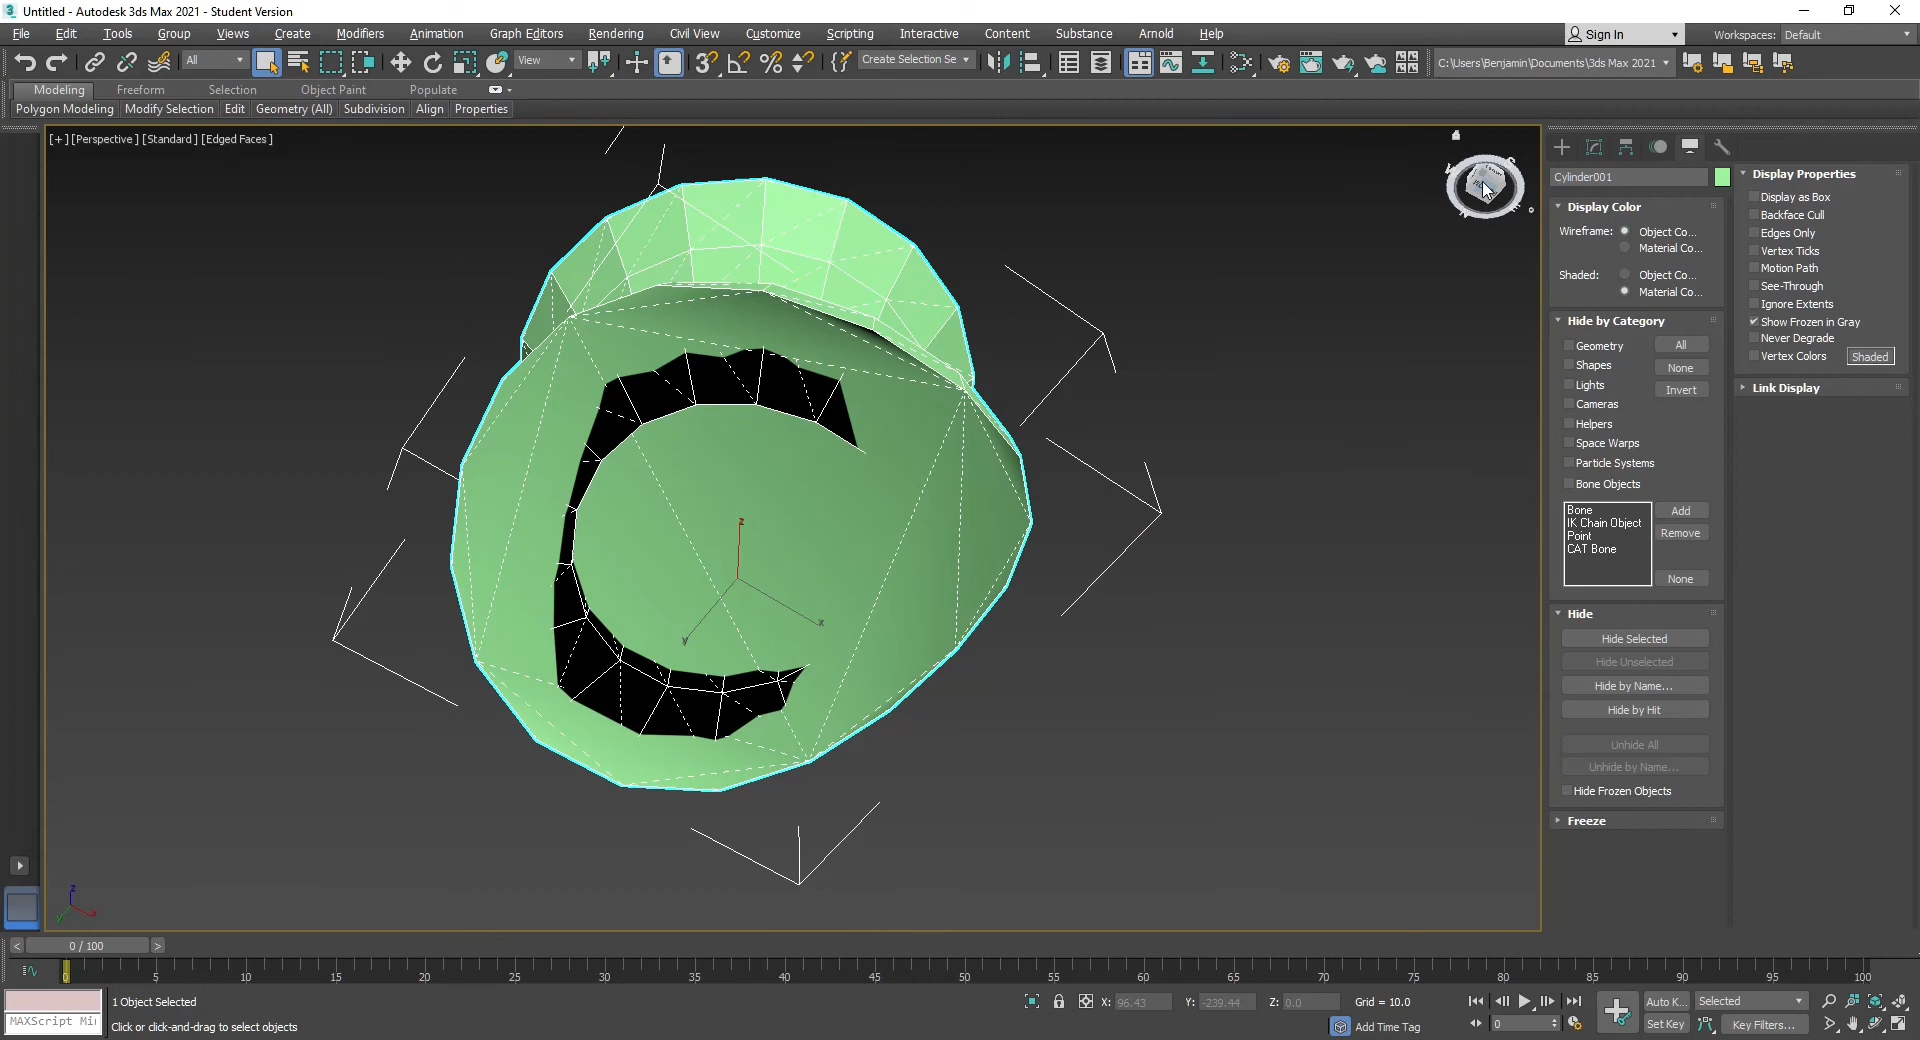 Untitled - Autodesk 3ds Max 2021 - Student Version
File Edit Tools Group Views Create Modifiers Animation Graph Editors Rendering Civil View Customize Scripting Interactive Content Substance Arnold Help Sign In Workspaces: Default
All View Create Selection Se C:\Users\Benjamin\Documents\3ds Max 2021
Modeling Freeform Selection Object Paint Populate
Polygon Modeling Modify Selection Edit Geometry (All) Subdivision Align Properties
[+] [Perspective ] [Standard ] [Edged Faces ]
z
x
y
z
x
y
Cylinder001
Display Color
Wireframe: Object Co...
Material Co...
Shaded: Object Co...
Material Co...
Hide by Category
Geometry All
Shapes None
Lights Invert
Cameras
Helpers
Space Warps
Particle Systems
Bone Objects
Bone Add
IK Chain Object
Point Remove
CAT Bone
None
Hide
Hide Selected
Hide Unselected
Hide by Name...
Hide by Hit
Unhide All
Unhide by Name...
Hide Frozen Objects
Freeze
Display Properties
Display as Box
Backface Cull
Edges Only
Vertex Ticks
Motion Path
See-Through
Ignore Extents
Show Frozen in Gray
Never Degrade
Vertex Colors Shaded
Link Display
< 0 / 100 >
0 5 10 15 20 25 30 35 40 45 50 55 60 65 70 75 80 85 90 95 100
1 Object Selected X: 96.43 Y: -239.44 Z: 0.0 Grid = 10.0 Auto K... Selected
MAXScript Mi Click or click-and-drag to select objects Add Time Tag 0 Set Key Key Filters...